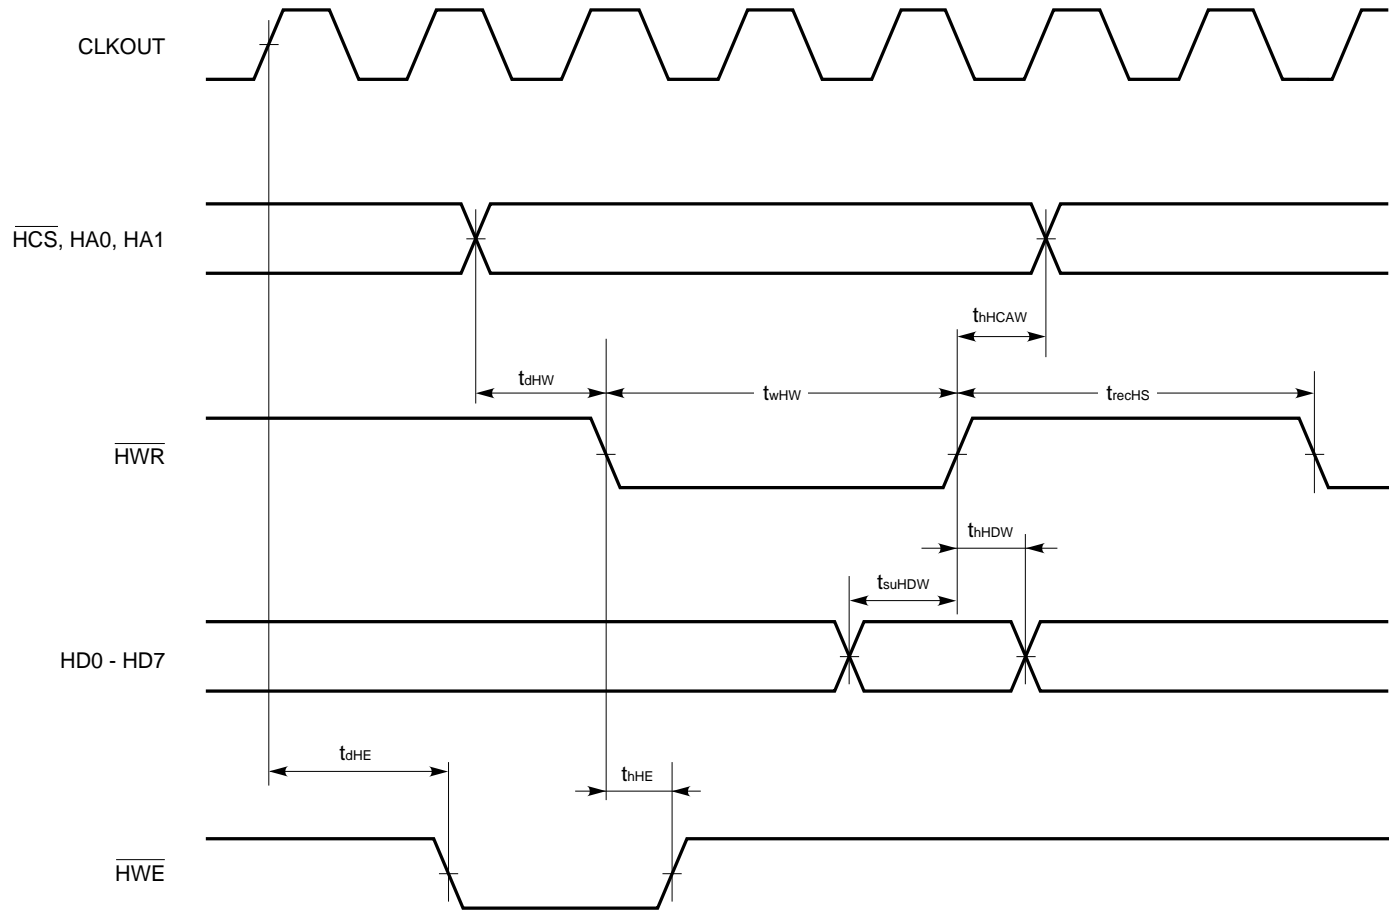 CLKOUT
HCS, HA0, HA1
thHCAW
tdHW
twHW
trecHS
HWR
thHDW
tsuHDW
HD0 - HD7
tdHE
thHE
HWE